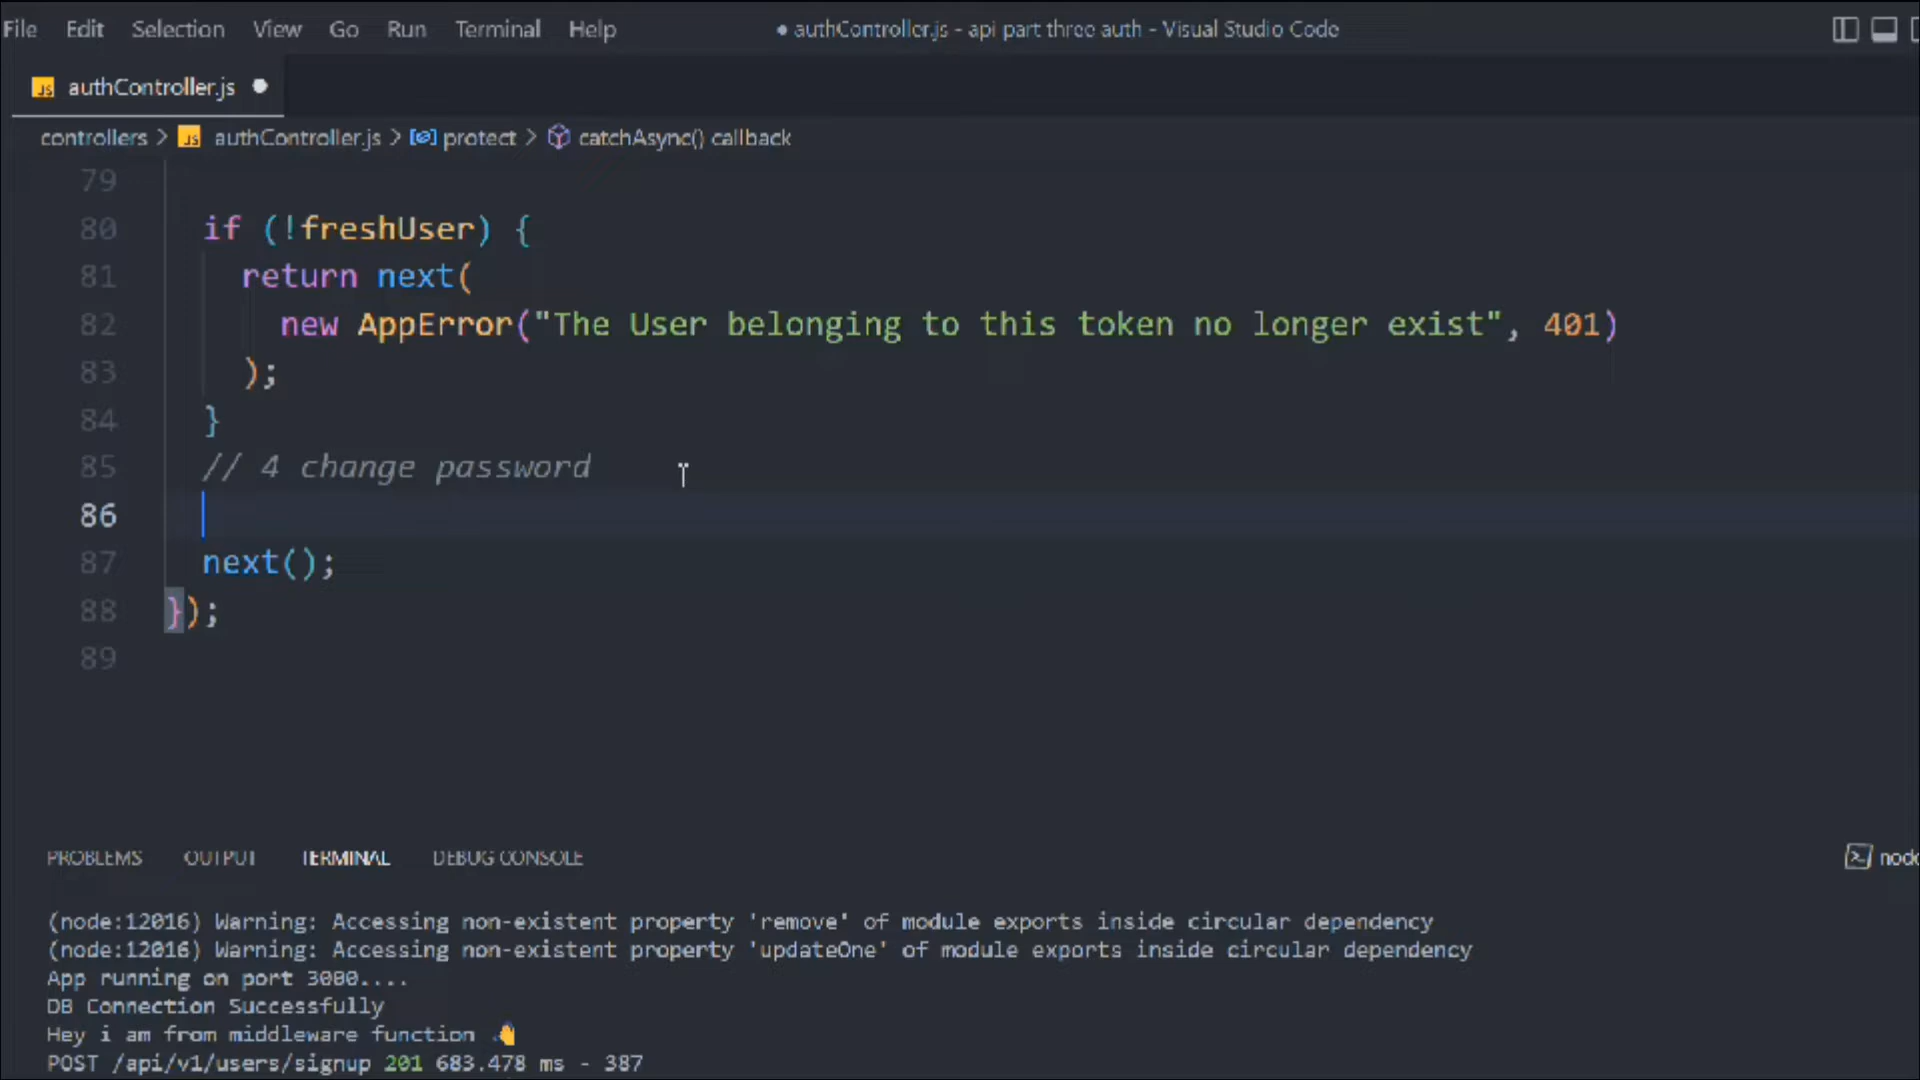 File Edit Selection View Go Run Terminal Help
● authController.js - api part three auth - Visual Studio Code
JS authController.js ●
controllers > JS authController.js > protect > catchAsync() callback
79
80 if (!freshUser) {
81 return next(
82 new AppError("The User belonging to this token no longer exist", 401)
83 );
84 }
85 // 4 change password
86
87 next();
88 });
89
PROBLEMS OUTPUT TERMINAL DEBUG CONSOLE
node
(node:12016) Warning: Accessing non-existent property 'remove' of module exports inside circular dependency
(node:12016) Warning: Accessing non-existent property 'updateOne' of module exports inside circular dependency
App running on port 3000....
DB Connection Successfully
Hey i am from middleware function 👋
POST /api/v1/users/signup 201 683.478 ms - 387